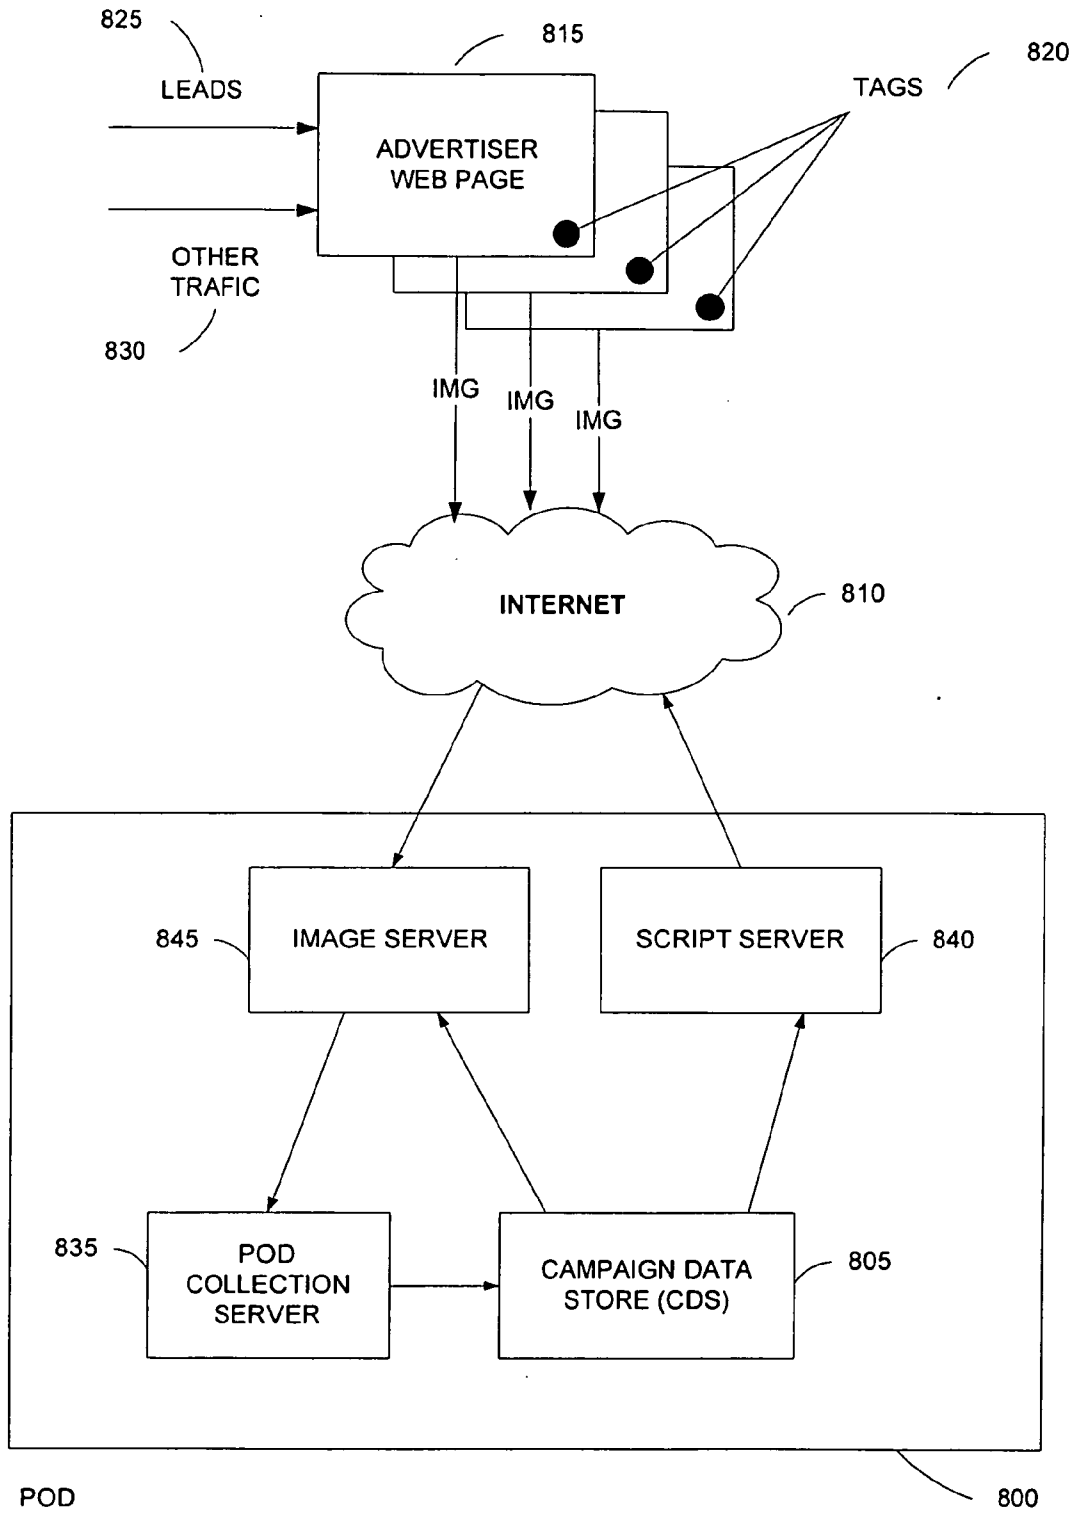 825
815
820
LEADS
TAGS
ADVERTISER
WEB PAGE
OTHER
TRAFIC
830
IMG
IMG
IMG
INTERNET
810
845
IMAGE SERVER
SCRIPT SERVER
840
835
POD
COLLECTION
SERVER
CAMPAIGN DATA
STORE (CDS)
805
POD
800